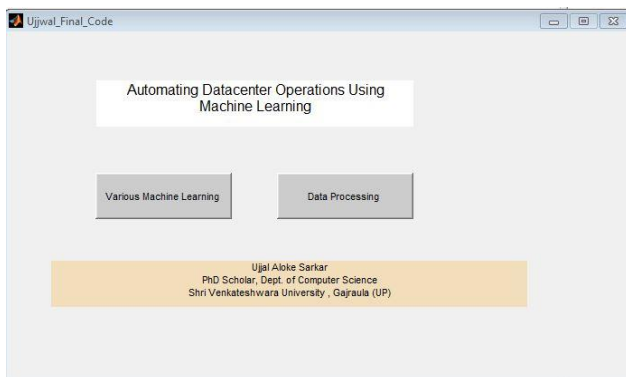 Ujjwal_Final_Code
Automating Datacenter Operations Using
Machine Learning
Various Machine Learning
Data Processing
Ujjal Aloke Sarkar
PhD Scholar, Dept. of Computer Science
Shri Venkateshwara University , Gajraula (UP)